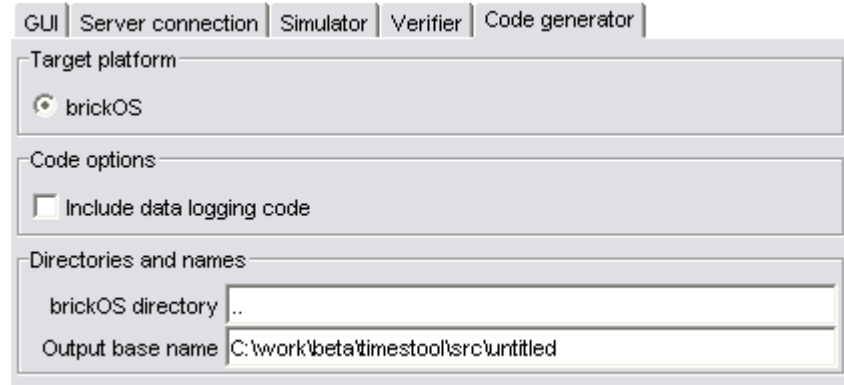 GUI Server connection Simulator Verifier Code generator
Target platform
brickOS
Code options
Include data logging code
Directories and names
brickOS directory ..
Output base name C:\work\beta\timestool\src\untitled